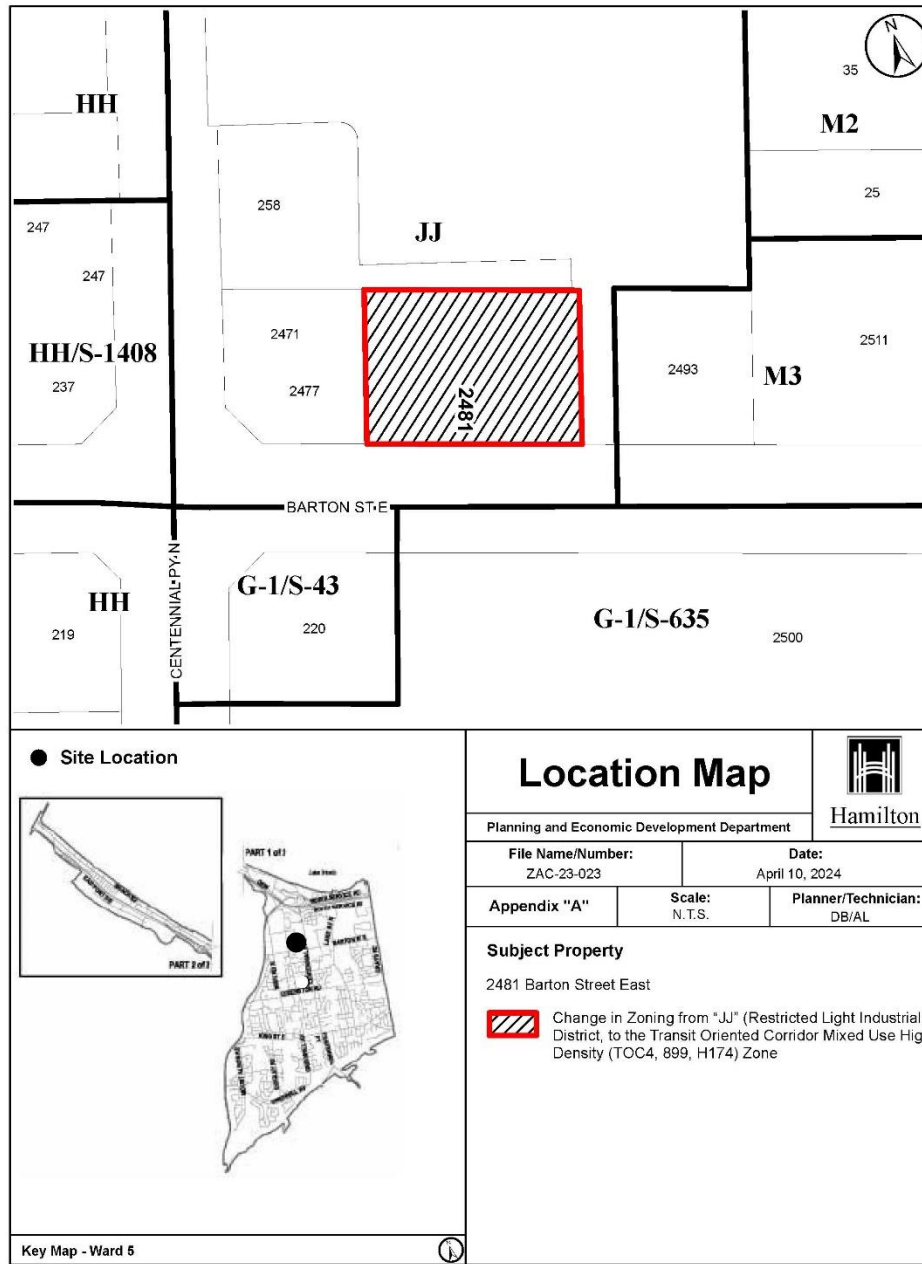 N
35
HH
M2
258
25
247
JJ
247
HH/S-1408
2471
2511
2493
237
2477
M3
2481
BARTON ST E
CENTENNIAL PY N
HH
G-1/S-43
G-1/S-635
219
220
2500
Site Location
PART 1 of 2
PART 2 of 2
Key Map - Ward 5
N
Location Map
Hamilton
Planning and Economic Development Department
File Name/Number:
ZAC-23-023
Date:
April 10, 2024
Appendix "A"
Scale:
N.T.S.
Planner/Technician:
DB/AL
Subject Property
2481 Barton Street East
Change in Zoning from "JJ" (Restricted Light Industrial
District, to the Transit Oriented Corridor Mixed Use Hig
Density (TOC4, 899, H174) Zone